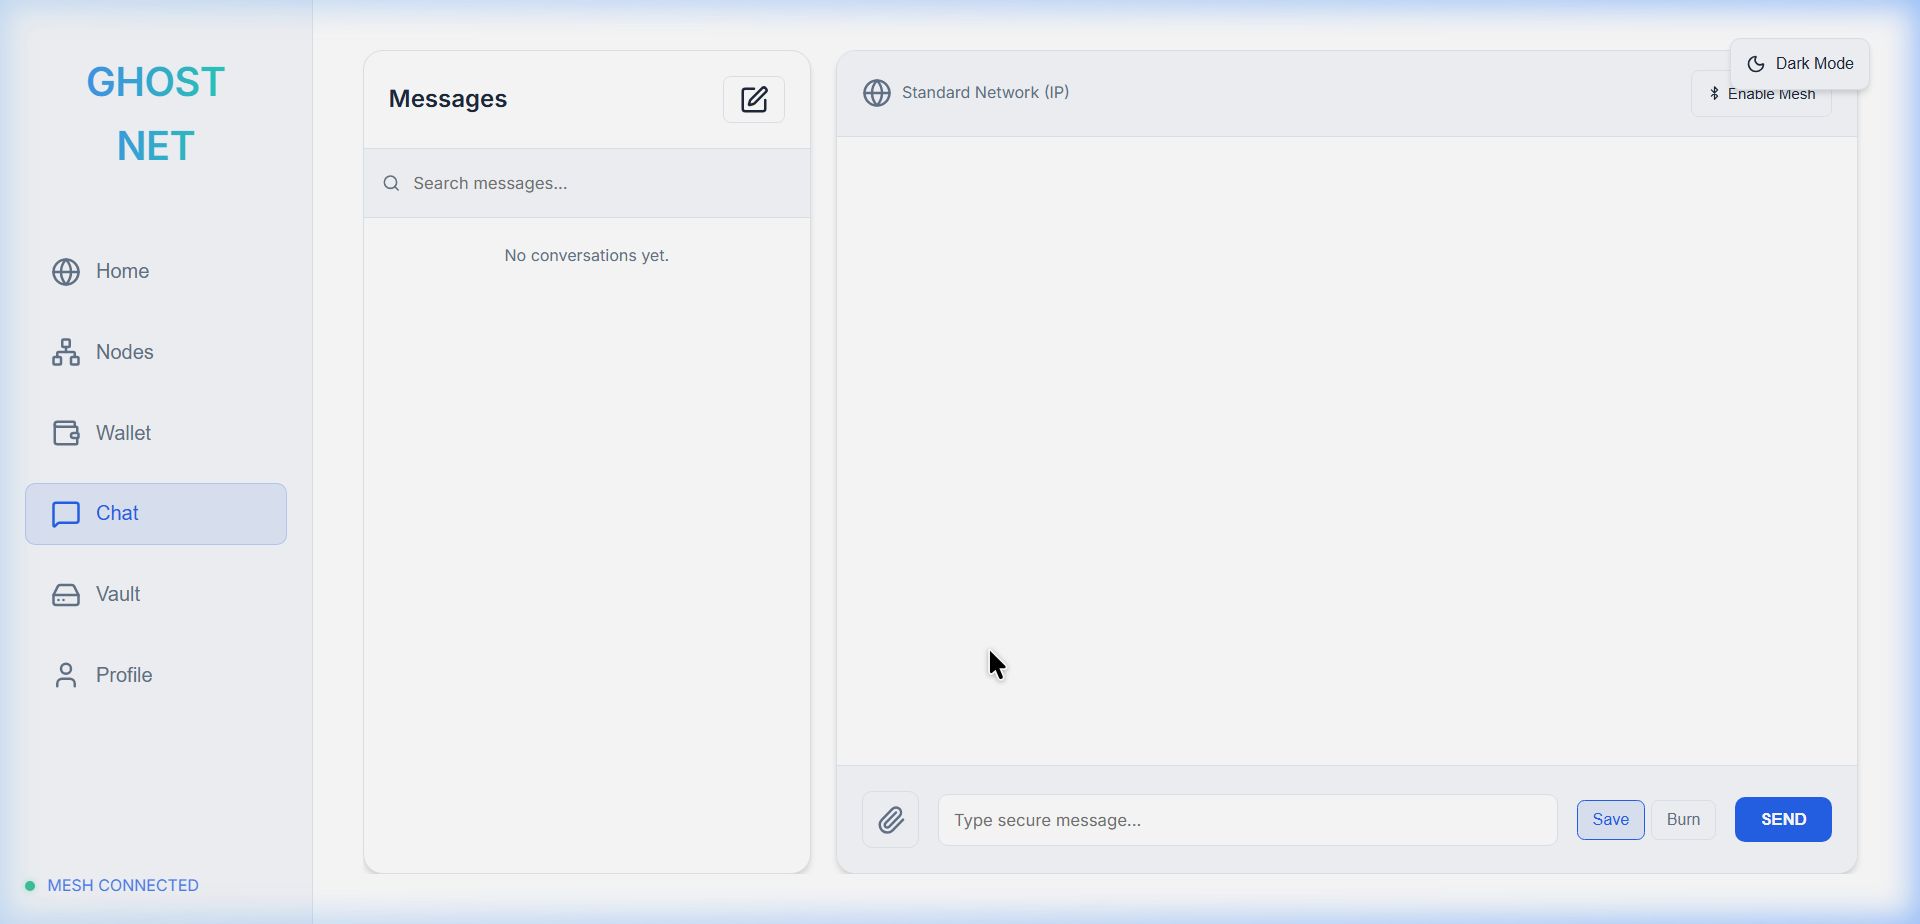 GHOST
NET
Home
Nodes
Wallet
Chat
Vault
Profile
MESH CONNECTED
Messages
Search messages...
No conversations yet.
Standard Network (IP)
Dark Mode
Enable Mesh
Type secure message...
Save
Burn
SEND